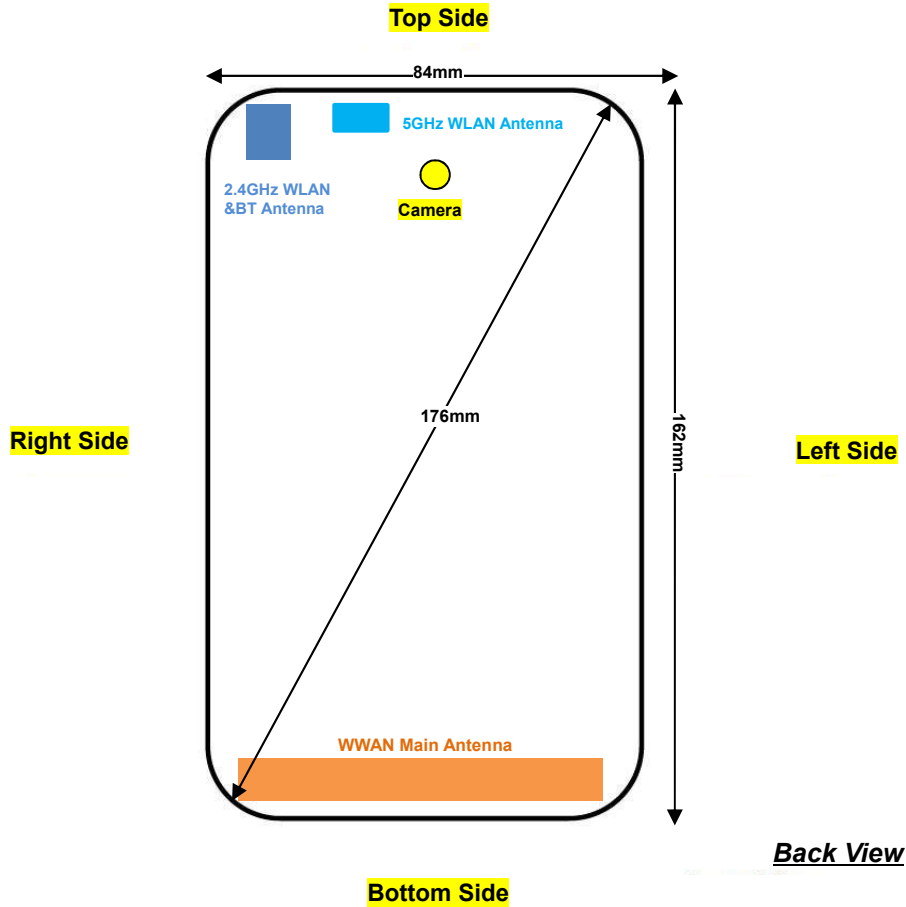 Top Side
84mm
5GHz WLAN Antenna
2.4GHz WLAN
&BT Antenna
Camera
176mm
162mm
Right Side
Left Side
WWAN Main Antenna
Back View
Bottom Side